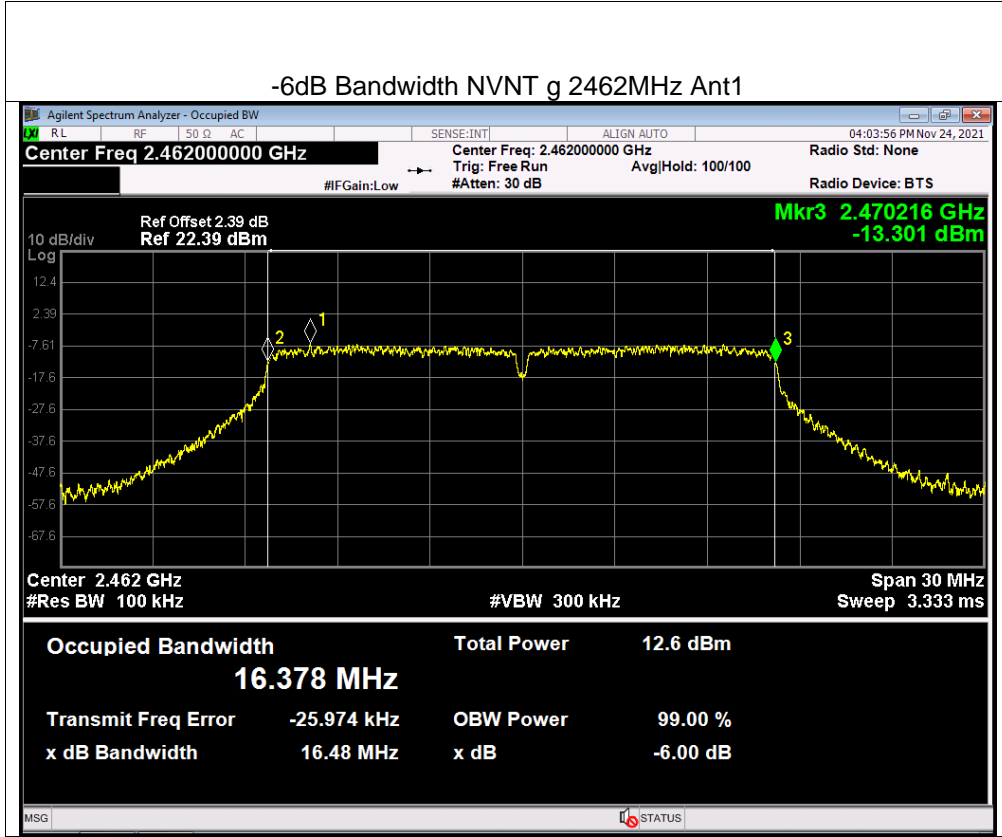 -6dB Bandwidth NVNT g 2462MHz Ant1
Agilent Spectrum Analyzer - Occupied BW
LXI RL RF 50 Ω AC SENSE:INT ALIGN AUTO 04:03:56 PM Nov 24, 2021
Center Freq 2.462000000 GHz Center Freq: 2.462000000 GHz Radio Std: None
Trig: Free Run Avg|Hold: 100/100
#IFGain:Low #Atten: 30 dB Radio Device: BTS
Mkr3 2.470216 GHz
Ref Offset 2.39 dB
10 dB/div Ref 22.39 dBm -13.301 dBm
Log
12.4
2.39
1
2
3
-7.61
-17.6
-27.6
-37.6
-47.6
-57.6
-67.6
Center 2.462 GHz Span 30 MHz
#Res BW 100 kHz #VBW 300 kHz Sweep 3.333 ms
Occupied Bandwidth Total Power 12.6 dBm
16.378 MHz
Transmit Freq Error -25.974 kHz OBW Power 99.00 %
x dB Bandwidth 16.48 MHz x dB -6.00 dB
MSG STATUS